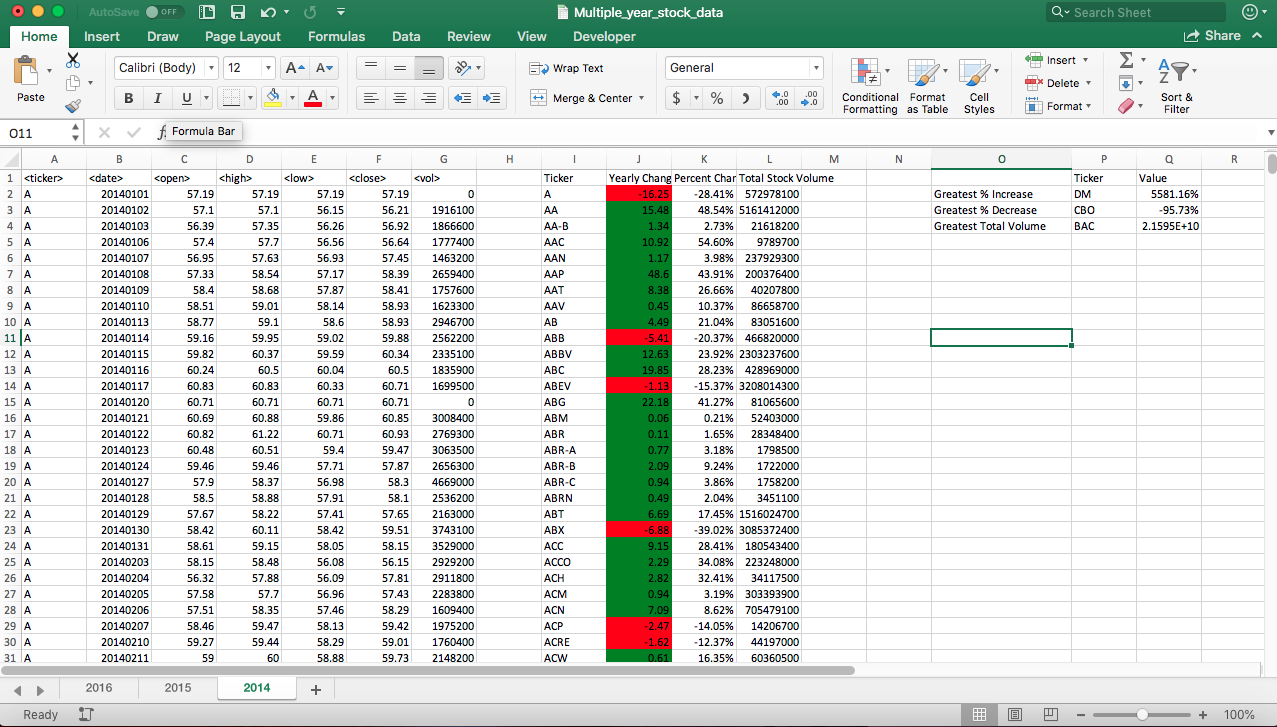 AutoSave OFF Multiple_year_stock_data Search Sheet
Home Insert Draw Page Layout Formulas Data Review View Developer Share
Paste Calibri (Body) 12 A A Wrap Text General Conditional Formatting Format as Table Cell Styles Insert Sort & Filter
B I U A Merge & Center $ % Delete
Format
O11 Formula Bar
A B C D E F G H I J K L M N O P Q R
1 <ticker> <date> <open> <high> <low> <close> <vol> Ticker Yearly Chang Percent Char Total Stock Volume Ticker Value
2 A 20140101 57.19 57.19 57.19 57.19 0 A -16.25 -28.41% 572978100 Greatest % Increase DM 5581.16%
3 A 20140102 57.1 57.1 56.15 56.21 1916100 AA 15.48 48.54% 5161412000 Greatest % Decrease CBO -95.73%
4 A 20140103 56.39 57.35 56.26 56.92 1866600 AA-B 1.34 2.73% 21618200 Greatest Total Volume BAC 2.1595E+10
5 A 20140106 57.4 57.7 56.56 56.64 1777400 AAC 10.92 54.60% 9789700
6 A 20140107 56.95 57.63 56.93 57.45 1463200 AAN 1.17 3.98% 237929300
7 A 20140108 57.33 58.54 57.17 58.39 2659400 AAP 48.6 43.91% 200376400
8 A 20140109 58.4 58.68 57.87 58.41 1757600 AAT 8.38 26.66% 40207800
9 A 20140110 58.51 59.01 58.14 58.93 1623300 AAV 0.45 10.37% 86658700
10 A 20140113 58.77 59.1 58.6 58.93 2946700 AB 4.49 21.04% 83051600
11 A 20140114 59.16 59.95 59.02 59.88 2562200 ABB -5.41 -20.37% 466820000
12 A 20140115 59.82 60.37 59.59 60.34 2335100 ABBV 12.63 23.92% 2303237600
13 A 20140116 60.24 60.5 60.04 60.5 1835900 ABC 19.85 28.23% 428969000
14 A 20140117 60.83 60.83 60.33 60.71 1699500 ABEV -1.13 -15.37% 3208014300
15 A 20140120 60.71 60.71 60.71 60.71 0 ABG 22.18 41.27% 81065600
16 A 20140121 60.69 60.88 59.86 60.85 3008400 ABM 0.06 0.21% 52403000
17 A 20140122 60.82 61.22 60.71 60.93 2769300 ABR 0.11 1.65% 28348400
18 A 20140123 60.48 60.51 59.4 59.47 3063500 ABR-A 0.77 3.18% 1798500
19 A 20140124 59.46 59.46 57.71 57.87 2656300 ABR-B 2.09 9.24% 1722000
20 A 20140127 57.9 58.37 56.98 58.3 4669000 ABR-C 0.94 3.86% 1758200
21 A 20140128 58.5 58.88 57.91 58.1 2536200 ABRN 0.49 2.04% 3451100
22 A 20140129 57.67 58.22 57.41 57.65 2163000 ABT 6.69 17.45% 1516024700
23 A 20140130 58.42 60.11 58.42 59.51 3743100 ABX -6.88 -39.02% 3085372400
24 A 20140131 58.61 59.15 58.05 58.15 3529000 ACC 9.15 28.41% 180543400
25 A 20140203 58.15 58.48 56.08 56.15 2929200 ACCO 2.29 34.08% 223248000
26 A 20140204 56.32 57.88 56.09 57.81 2911800 ACH 2.82 32.41% 34117500
27 A 20140205 57.58 57.7 56.96 57.43 2283800 ACM 0.94 3.19% 303393900
28 A 20140206 57.51 58.35 57.46 58.29 1609400 ACN 7.09 8.62% 705479100
29 A 20140207 58.46 59.47 58.13 59.42 1975200 ACP -2.47 -14.05% 14206700
30 A 20140210 59.27 59.44 58.29 59.01 1760400 ACRE -1.62 -12.37% 44197000
31 A 20140211 59 60 58.88 59.73 2148200 ACW 0.61 16.35% 60360500
2016 2015 2014 +
Ready 100%